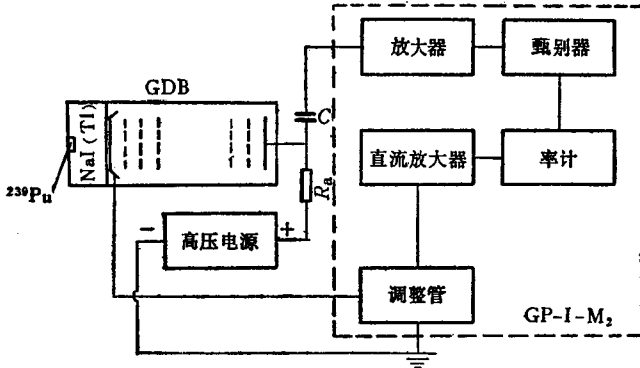 放大器
甄别器
GDB
NaI(Tl)
C
直流放大器
率计
²³⁹Pu
Rₐ
−
高压电源
+
调整管
GP-I-M₂